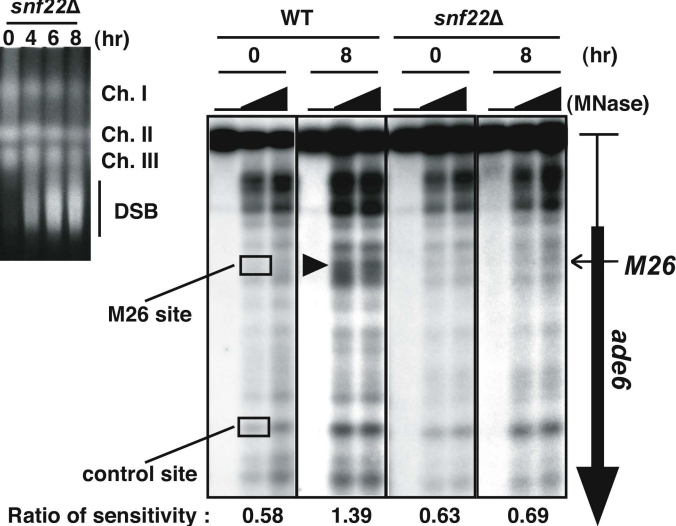 snf22Δ
0 4 6 8 (hr)
Ch. I
Ch. II
Ch. III
DSB
WT snf22Δ
0 8 0 8 (hr)
(MNase)
M26 site
M26
ade6
control site
Ratio of sensitivity : 0.58 1.39 0.63 0.69